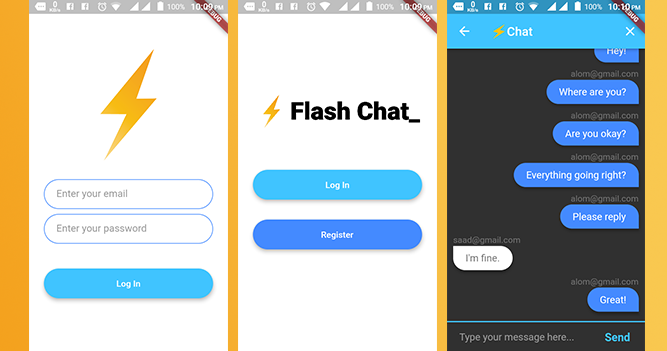 0
KB/s
100%
10:09 PM
Enter your email
Enter your password
Log In
0
KB/s
100%
10:09 PM
Flash Chat_
Log In
Register
0
KB/s
100%
10:10 PM
Chat
Hey!
alom@gmail.com
Where are you?
alom@gmail.com
Are you okay?
alom@gmail.com
Everything going right?
alom@gmail.com
Please reply
saad@gmail.com
I'm fine.
alom@gmail.com
Great!
Type your message here...
Send